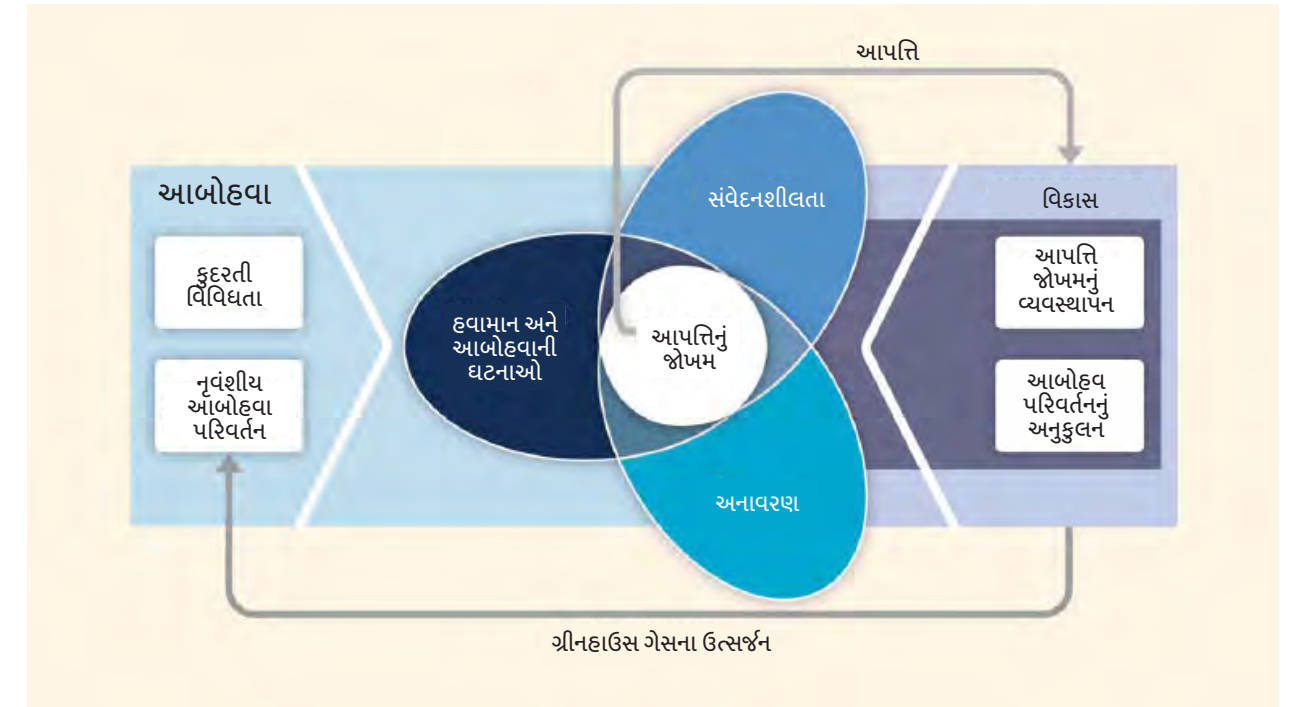 આપત્તિ
આબોહવા
કુદરતી
વિવિધતા
નૃવંશીય
આબોહવા
પરિવર્તન
હવામાન અને
આબોહવાની
ઘટનાઓ
સંવેદનશીલતા
આપત્તિનું
જોખમ
અનાવરણ
વિકાસ
આપત્તિ
જોખમનું
વ્યવસ્થાપન
આબોહવ
પરિવર્તનનું
અનુકુલન
ગ્રીનહાઉસ ગેસના ઉત્સર્જન